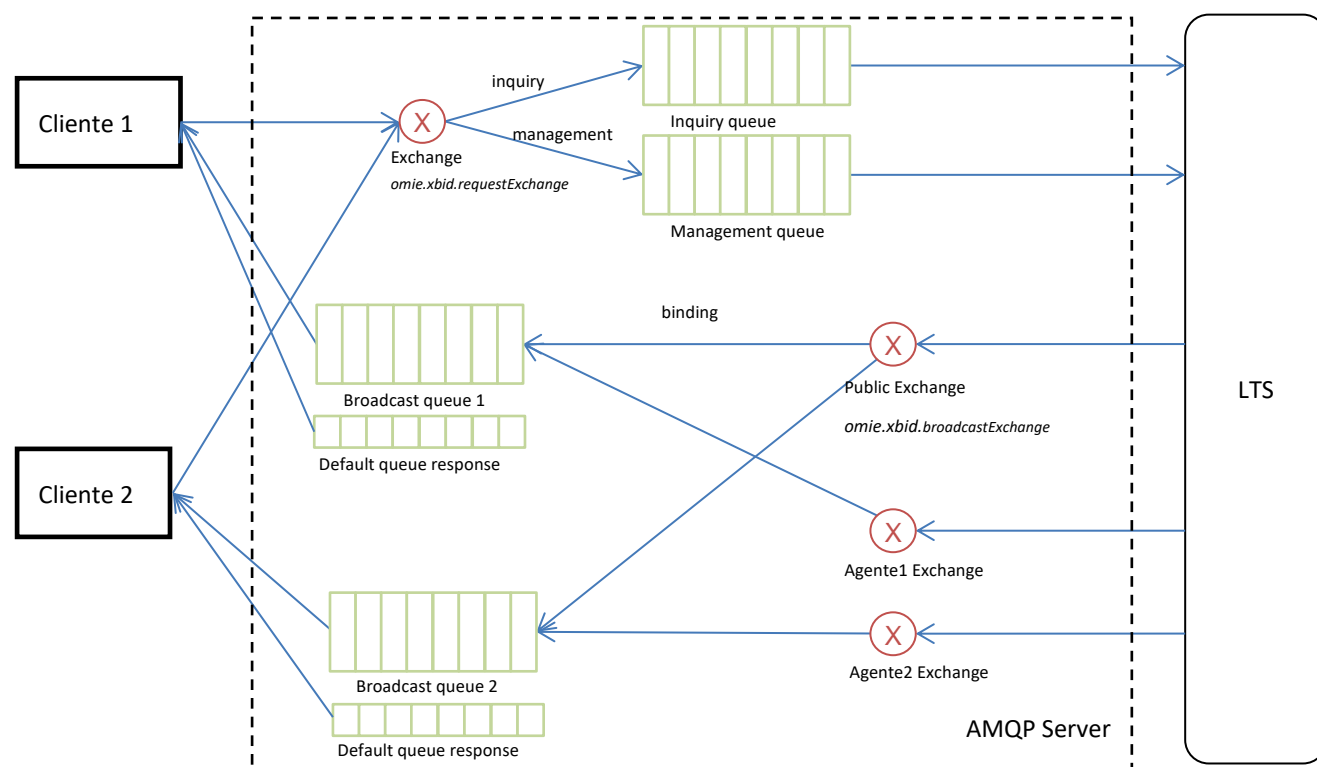 Cliente 1
X
inquiry
management
Exchange
omie.xbid.requestExchange
Inquiry queue
Management queue
binding
Broadcast queue 1
Default queue response
X
Public Exchange
omie.xbid.broadcastExchange
LTS
Cliente 2
X
Agente1 Exchange
X
Agente2 Exchange
Broadcast queue 2
Default queue response
AMQP Server